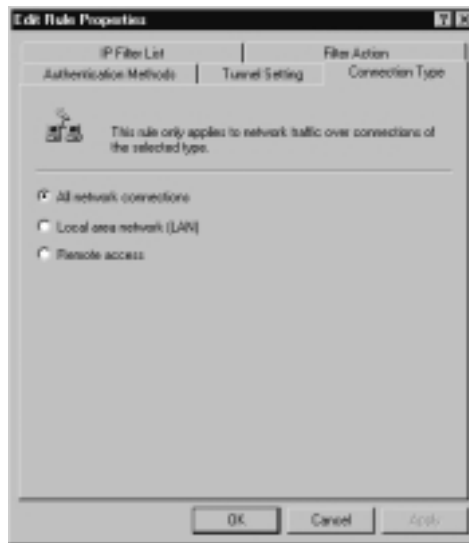 Edit Rule Properties
IP Filter List
Filter Action
Authentication Methods
Tunnel Setting
Connection Type
This rule only applies to network traffic over connections of
the selected type.
All network connections
Local area network (LAN)
Remote access
OK
Cancel
Apply